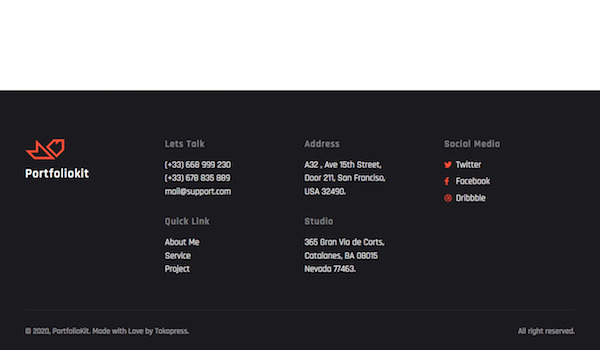 Portfoliokit
Lets Talk
(+33) 668 999 230
(+33) 678 835 889
mail@support.com
Address
A32 , Ave 15th Street,
Door 211, San Franciso,
USA 32490.
Social Media
Twitter
Facebook
Dribbble
Quick Link
About Me
Service
Project
Studio
365 Gran Via de Corts,
Catalanes, BA 08015
Nevada 77463.
© 2020, PortfolioKit. Made with Love by Tokopress.
All right reserved.